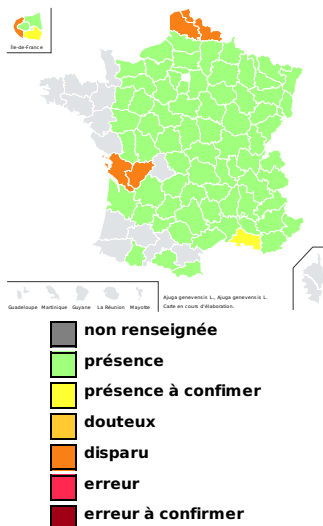 Île-de-France
Ajuga genevensis L., Ajuga genevensis L.
Carte en cours d'élaboration.
Guadeloupe Martinique Guyane La Réunion Mayotte
non renseignée
présence
présence à confimer
douteux
disparu
erreur
erreur à confirmer